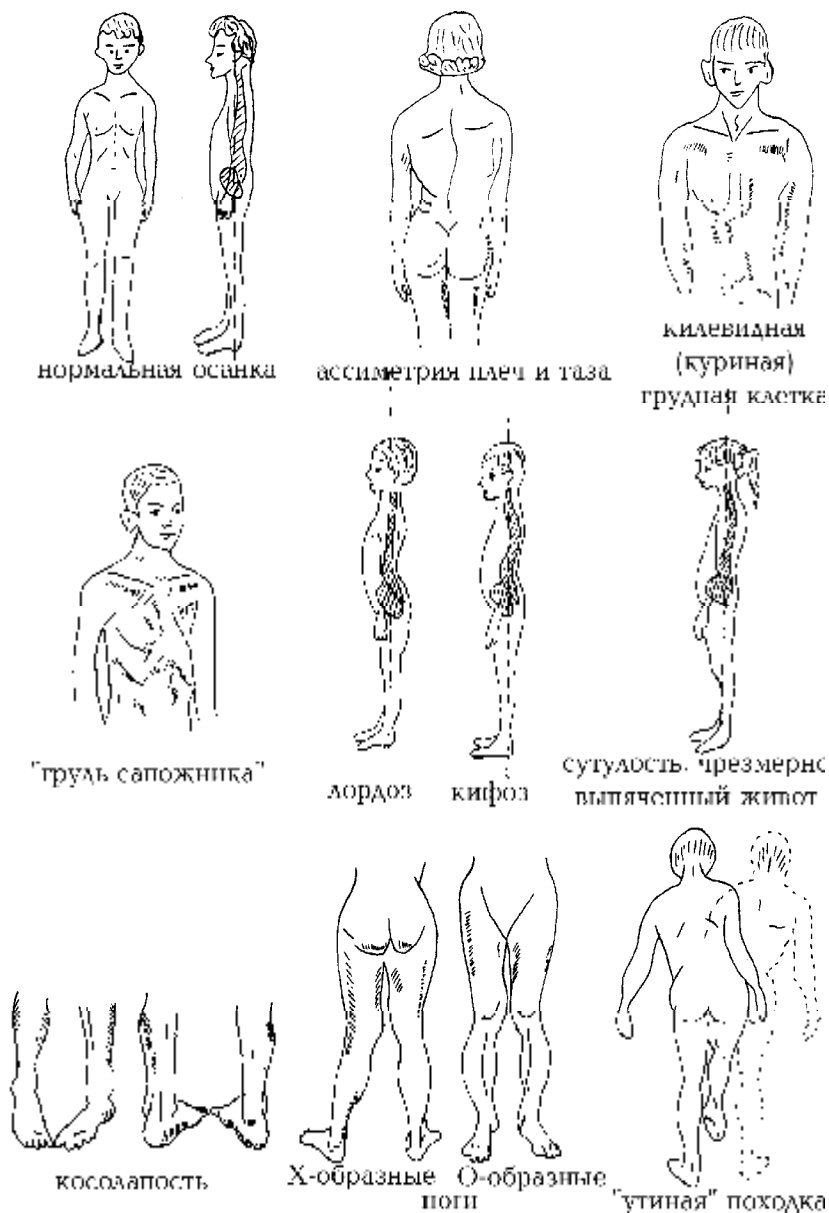 нормальная осанка
ассиметрия плеч и таза
килевидная
(куриная)
грудная клетка
"грудь сапожника"
лордоз
кифоз
сутулость, чрезмерно
выпяченный живот
косолапость
Х-образные
О-образные
ноги
"утиная" походка